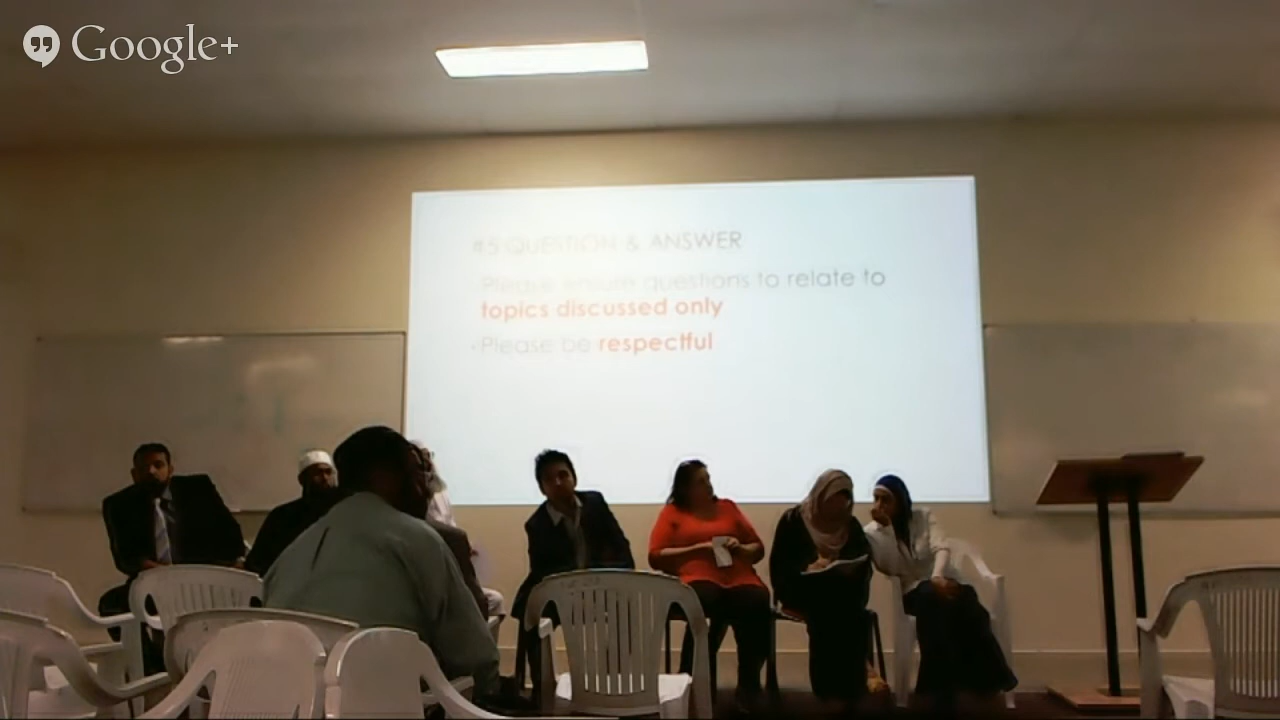 Google+
#5 QUESTION & ANSWER
Please ensure questions to relate to
topics discussed only
Please be respectful